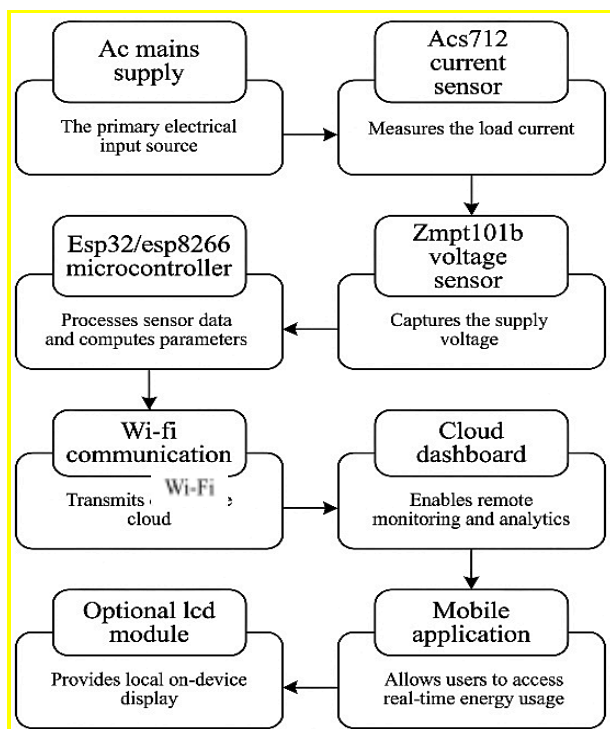 Ac mains
supply
The primary electrical
input source
Acs712
current
sensor
Measures the load current
Zmpt101b
voltage
sensor
Captures the supply
voltage
Esp32/esp8266
microcontroller
Processes sensor data
and computes parameters
Wi-fi
communication
Transmits
Wi-Fi
cloud
Cloud
dashboard
Enables remote
monitoring and analytics
Mobile
application
Allows users to access
real-time energy usage
Optional lcd
module
Provides local on-device
display